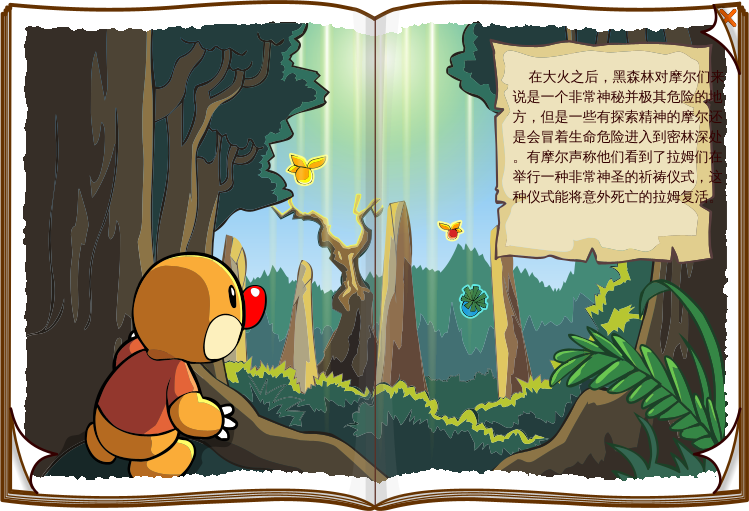 在大火之后，黑森林对摩尔们来
说是一个非常神秘并极其危险的地
方，但是一些有探索精神的摩尔还
是会冒着生命危险进入到密林深处
。有摩尔声称他们看到了拉姆们在
举行一种非常神圣的祈祷仪式，这
种仪式能将意外死亡的拉姆复活。